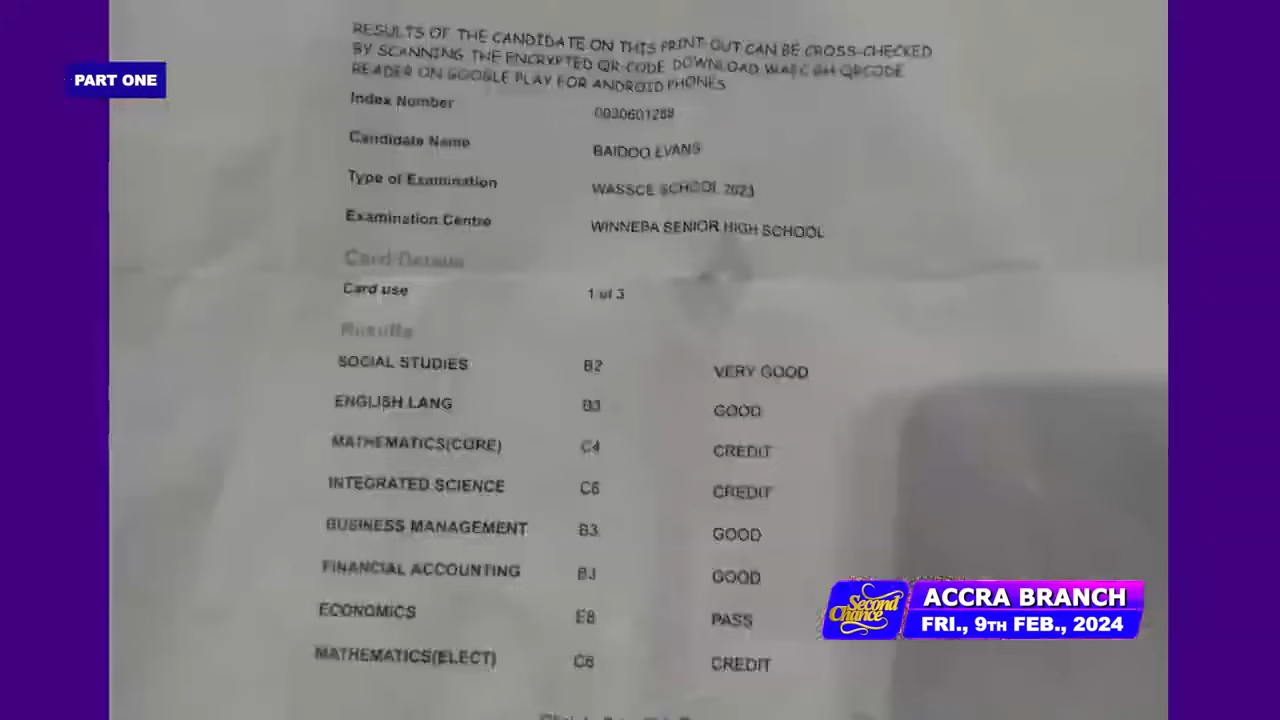 PART ONE
RESULTS OF THE CANDIDATE ON THIS PRINT OUT CAN BE CROSS-CHECKED
BY SCANNING THE ENCRYPTED QR-CODE DOWNLOAD WAEC GH QRCODE
READER ON GOOGLE PLAY FOR ANDROID PHONES
Index Number 0030601288
Candidate Name BAIDOO EVANS
Type of Examination WASSCE SCHOOL 2023
Examination Centre WINNEBA SENIOR HIGH SCHOOL
Card Details
Card use 1 of 3
Results
SOCIAL STUDIES B2 VERY GOOD
ENGLISH LANG B3 GOOD
MATHEMATICS(CORE) C4 CREDIT
INTEGRATED SCIENCE C6 CREDIT
BUSINESS MANAGEMENT B3 GOOD
FINANCIAL ACCOUNTING B3 GOOD
ECONOMICS E8 PASS
MATHEMATICS(ELECT) C6 CREDIT
Second Chance
ACCRA BRANCH
FRI., 9TH FEB., 2024